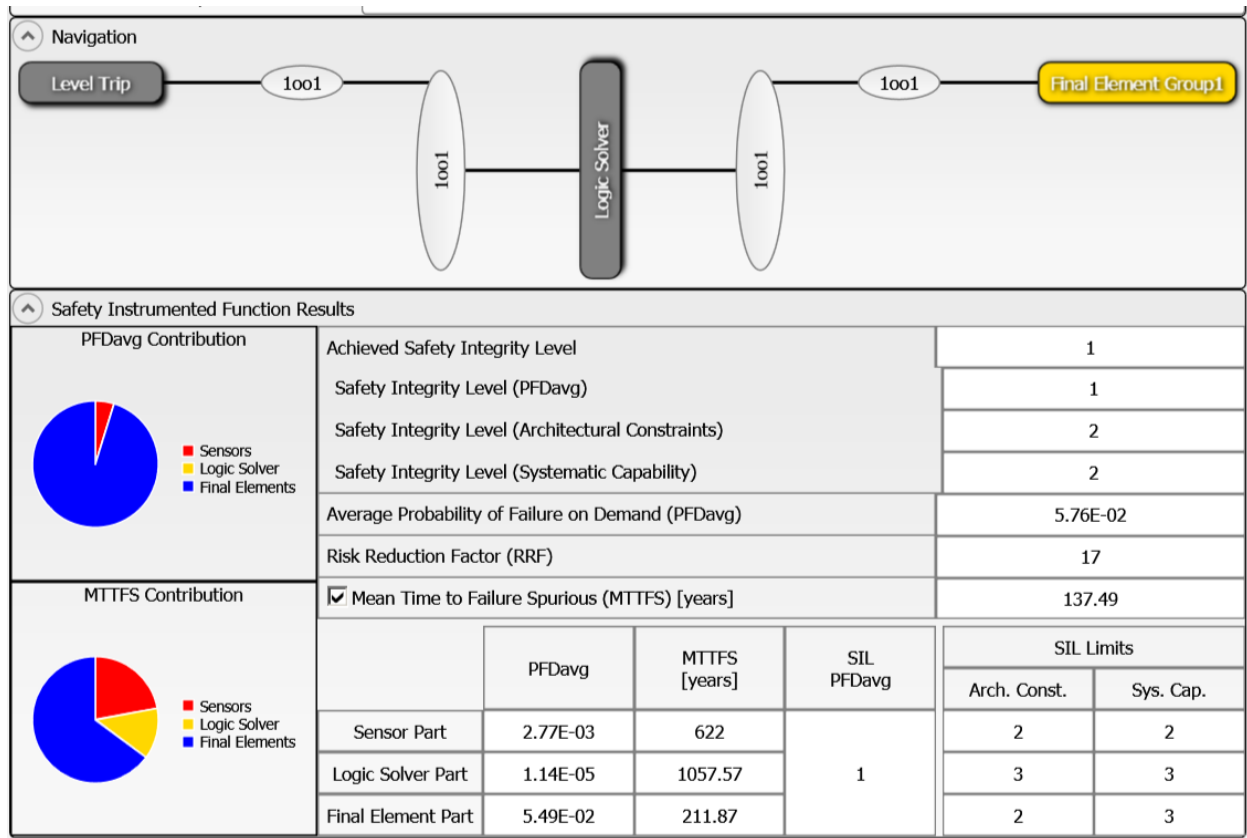 Navigation
Level Trip
1oo1
1oo1
Logic Solver
1oo1
1oo1
Final Element Group1
Safety Instrumented Function Results
PFDavg Contribution
Sensors
Logic Solver
Final Elements
MTTFS Contribution
Sensors
Logic Solver
Final Elements
Achieved Safety Integrity Level 1
Safety Integrity Level (PFDavg) 1
Safety Integrity Level (Architectural Constraints) 2
Safety Integrity Level (Systematic Capability) 2
Average Probability of Failure on Demand (PFDavg) 5.76E-02
Risk Reduction Factor (RRF) 17
Mean Time to Failure Spurious (MTTFS) [years] 137.49
PFDavg MTTFS [years] SIL PFDavg SIL Limits
Arch. Const. Sys. Cap.
Sensor Part 2.77E-03 622 2 2
Logic Solver Part 1.14E-05 1057.57 1 3 3
Final Element Part 5.49E-02 211.87 2 3